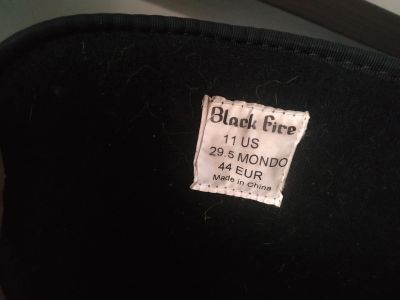 Black Fire
11 US
29.5 MONDO
44 EUR
Made in China